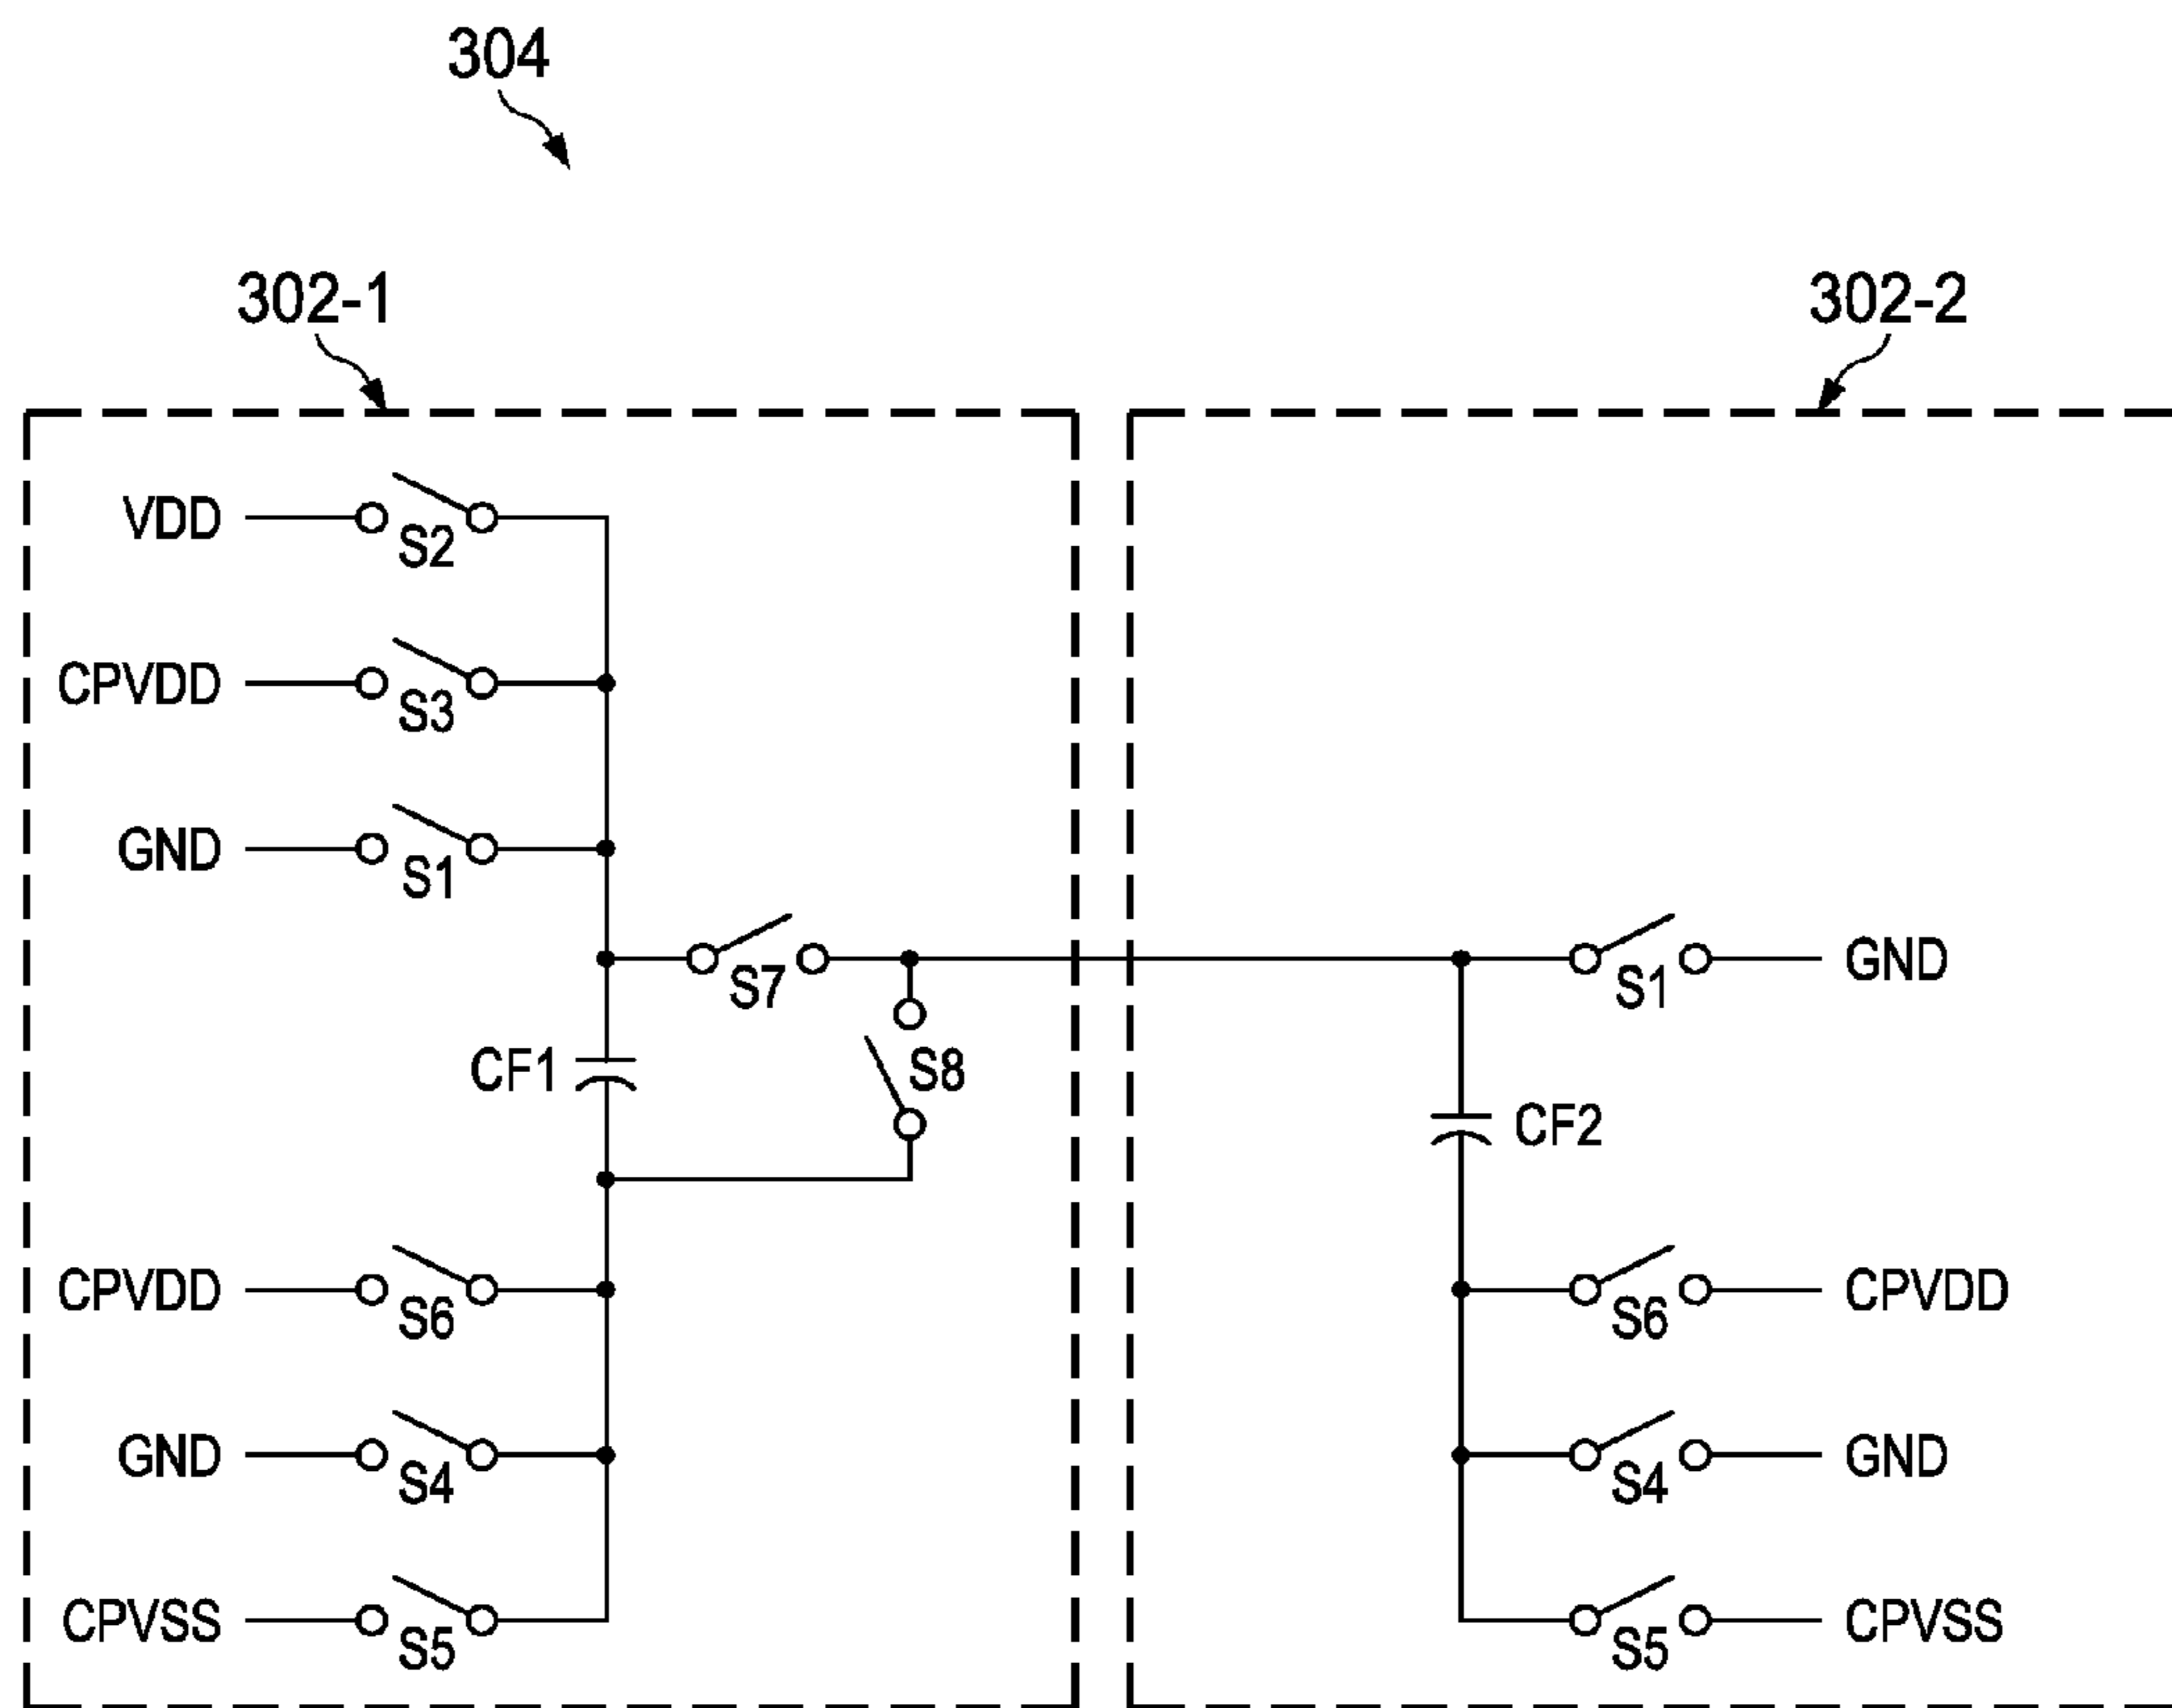 304
302-1
302-2
VDD
S2
CPVDD
S3
GND
S1
S7
GND
S1
CF1
S8
CF2
CPVDD
S6
CPVDD
S6
GND
S4
GND
S4
CPVSS
S5
CPVSS
S5